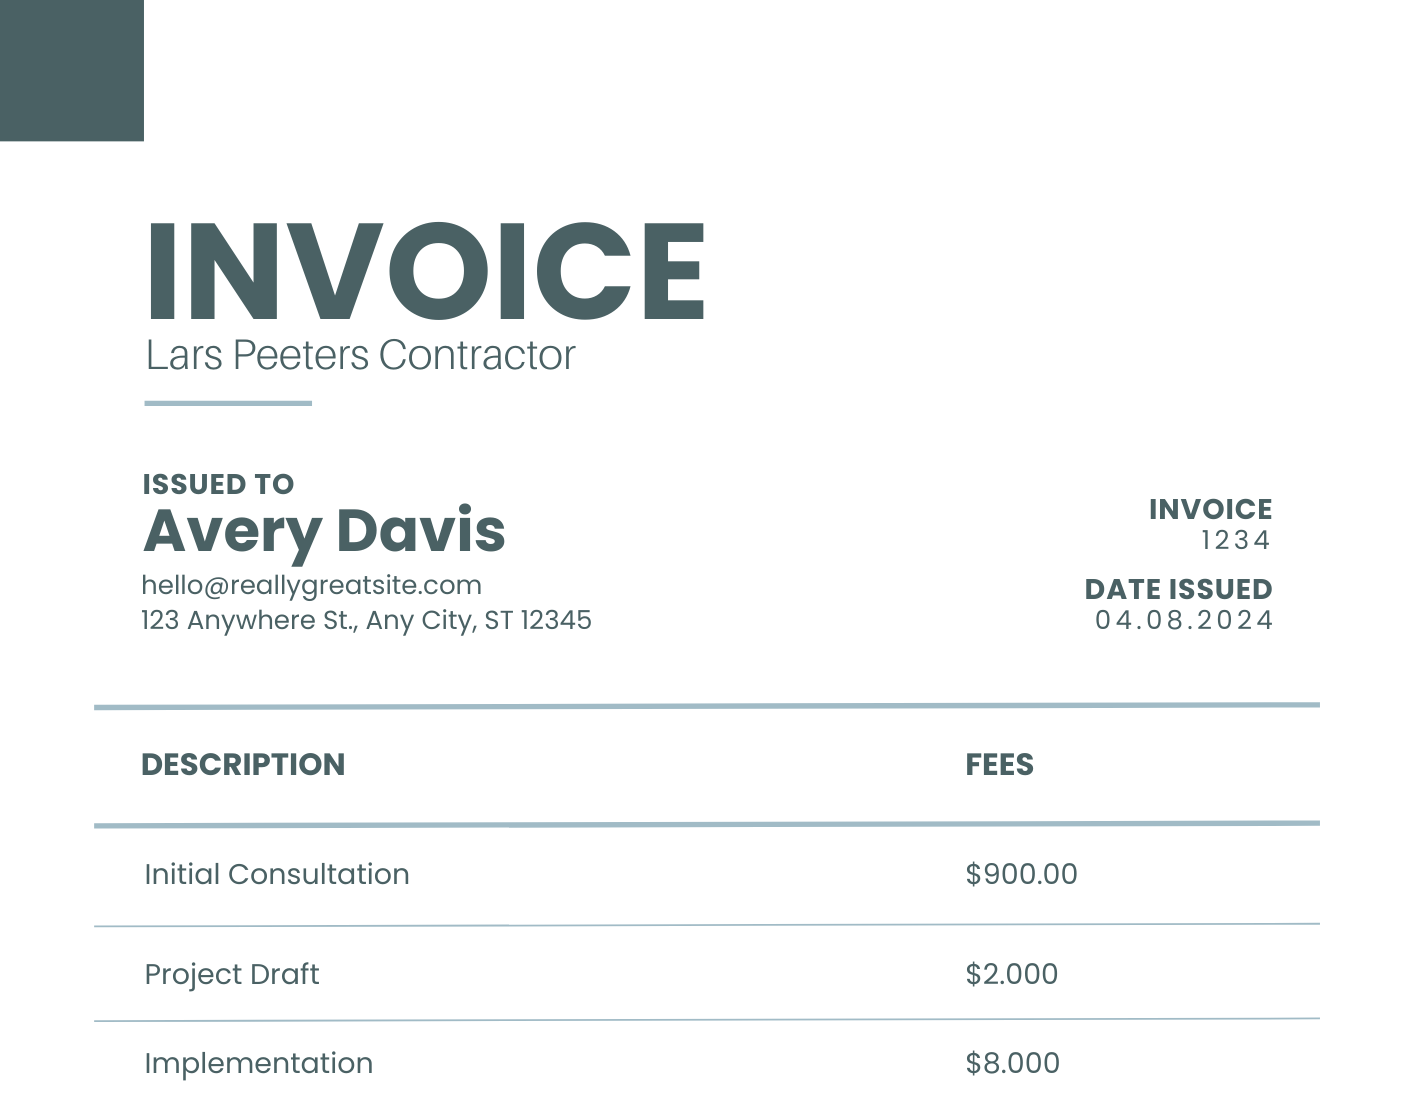 INVOICE
Lars Peeters Contractor
ISSUED TO
Avery Davis
hello@reallygreatsite.com
123 Anywhere St., Any City, ST 12345
INVOICE
1234
DATE ISSUED
04.08.2024
DESCRIPTION FEES
Initial Consultation $900.00
Project Draft $2.000
Implementation $8.000